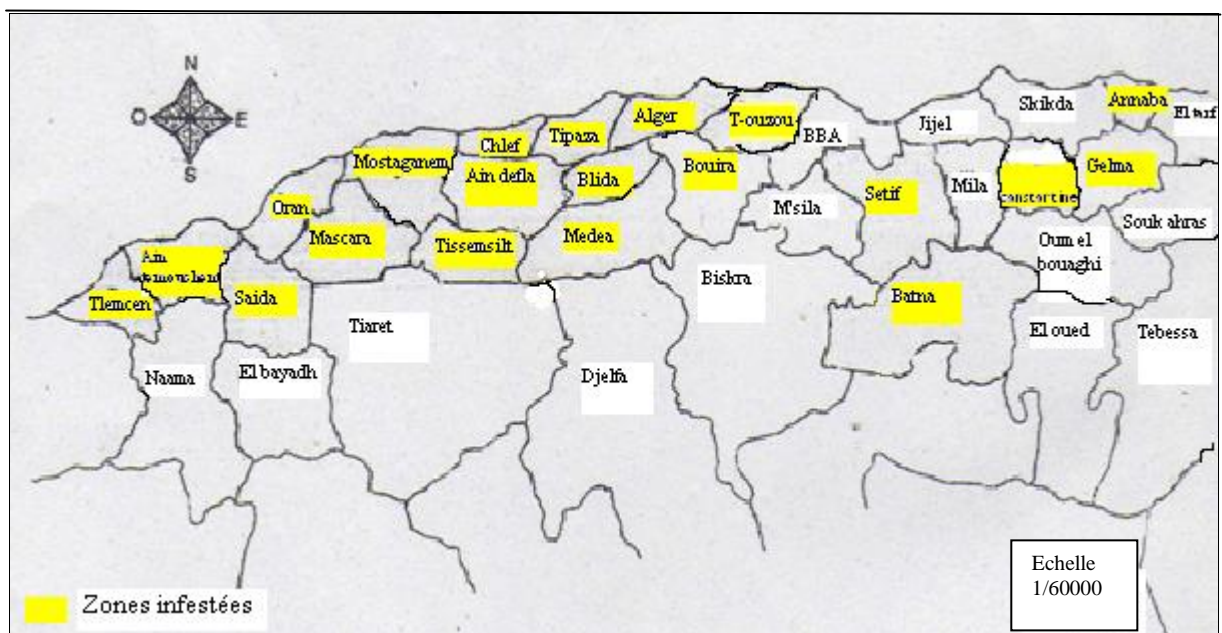 N
O
E
S
Skikda
Annaba
El tarf
Alger
T-ouzou
Tipaza
Chlef
BBA
Jijel
Mostaganem
Ain defla
Blida
Bouira
Setif
Mila
constantine
Gelma
Oran
Mascara
Tissemsilt
Medea
M'sila
Souk ahras
Oum el
bouaghi
Ain
Tlemcen
Saida
Tiaret
Biskra
Batna
El oued
Tebessa
Naama
El bayadh
Djelfa
Zones infestées
Echelle
1/60000